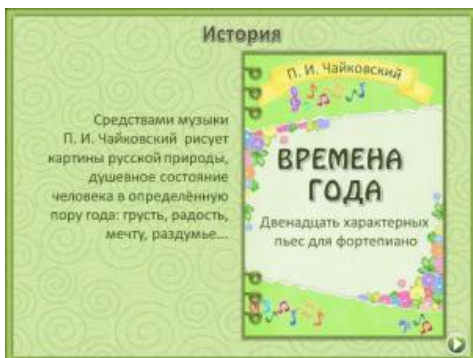 История
Средствами музыки
П. И. Чайковский рисует
картины русской природы,
душевное состояние
человека в определённую
пору года: грусть, радость,
мечту, раздумье...
П. И. Чайковский
ВРЕМЕНА
ГОДА
Двенадцать характерных
пьес для фортепиано